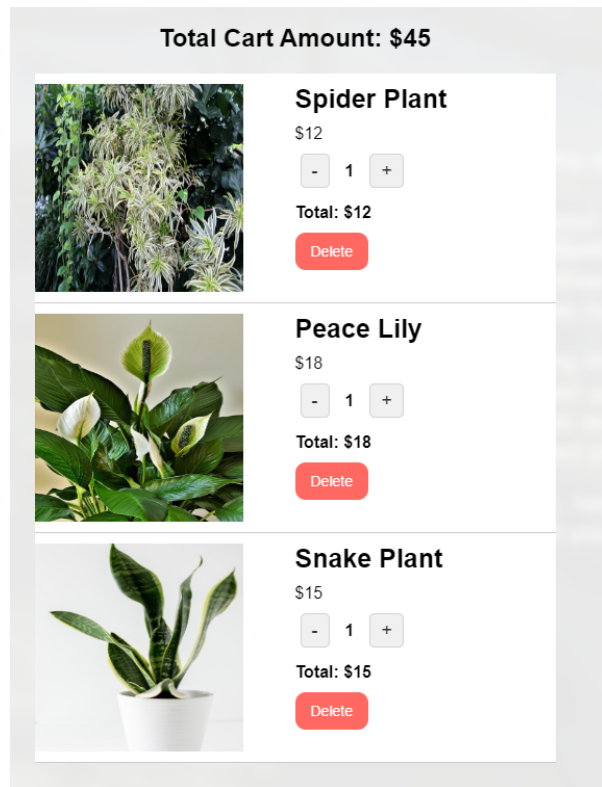 Total Cart Amount: $45
Spider Plant
$12
- 1 +
Total: $12
Delete
Peace Lily
$18
- 1 +
Total: $18
Delete
Snake Plant
$15
- 1 +
Total: $15
Delete